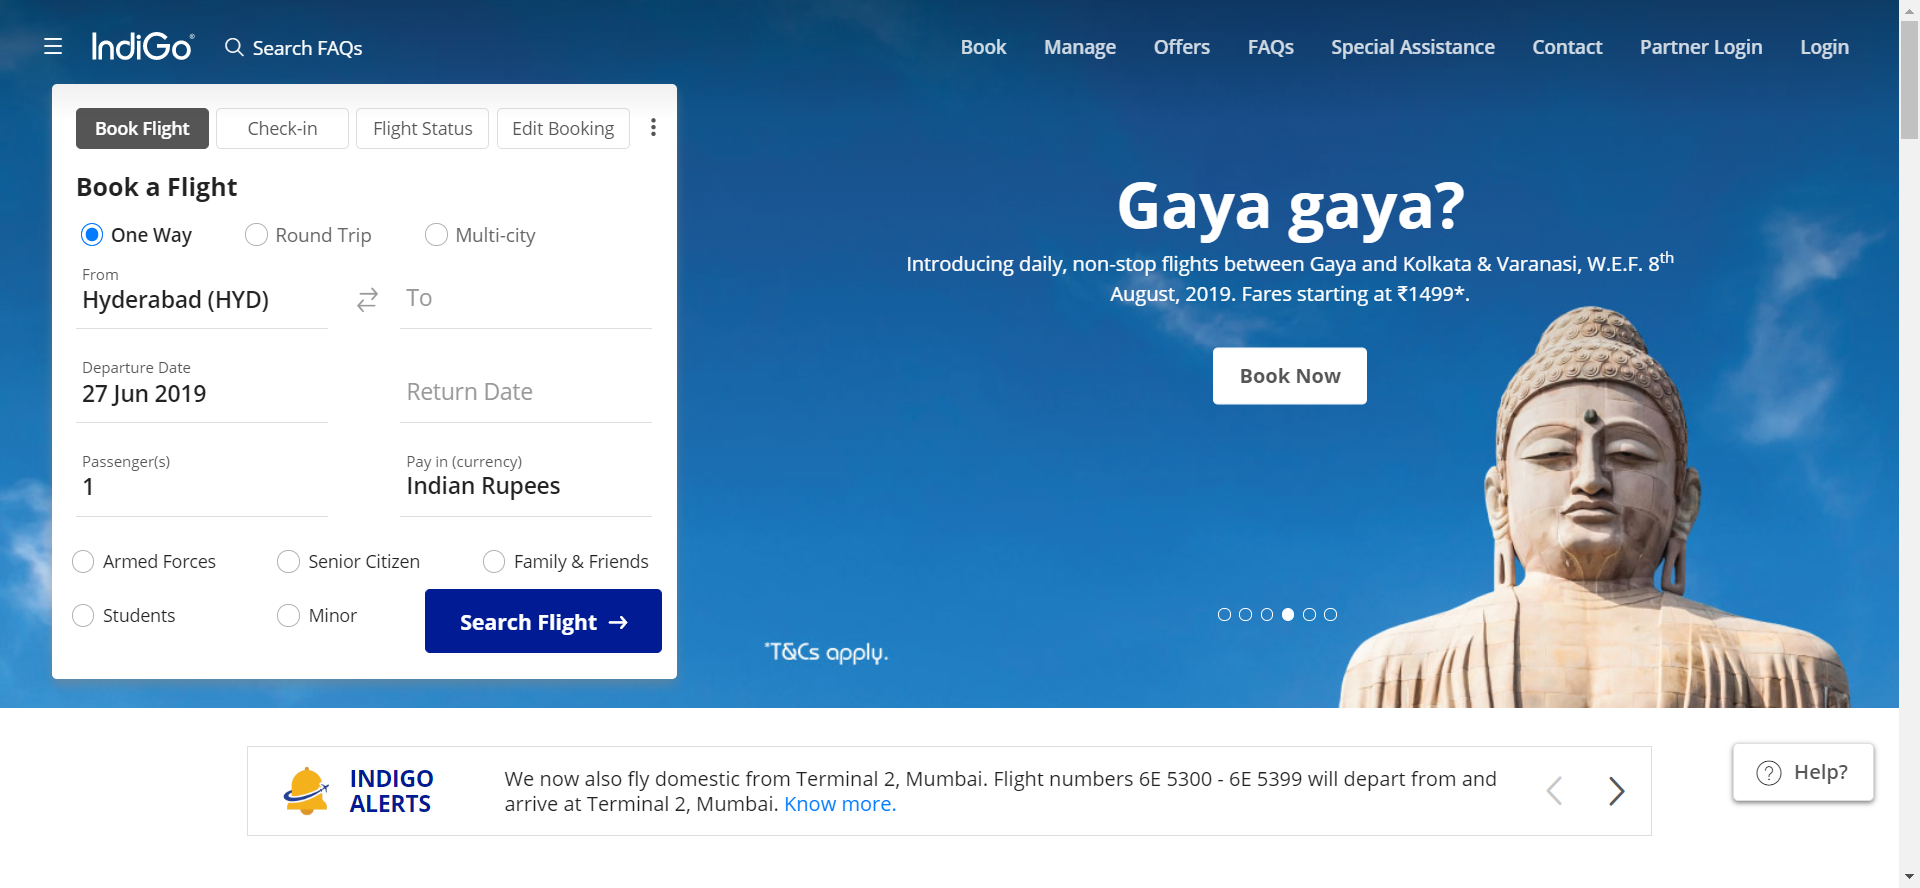 IndiGo
Search FAQs
Book
Manage
Offers
FAQs
Special Assistance
Contact
Partner Login
Login
Book Flight
Check-in
Flight Status
Edit Booking
Book a Flight
One Way
Round Trip
Multi-city
From
Hyderabad (HYD)
To
Departure Date
27 Jun 2019
Return Date
Passenger(s)
1
Pay in (currency)
Indian Rupees
Armed Forces
Senior Citizen
Family & Friends
Students
Minor
Search Flight →
Gaya gaya?
Introducing daily, non-stop flights between Gaya and Kolkata & Varanasi, W.E.F. 8th
August, 2019. Fares starting at ₹1499*.
Book Now
*T&Cs apply.
INDIGO
ALERTS
We now also fly domestic from Terminal 2, Mumbai. Flight numbers 6E 5300 - 6E 5399 will depart from and
arrive at Terminal 2, Mumbai. Know more.
Help?